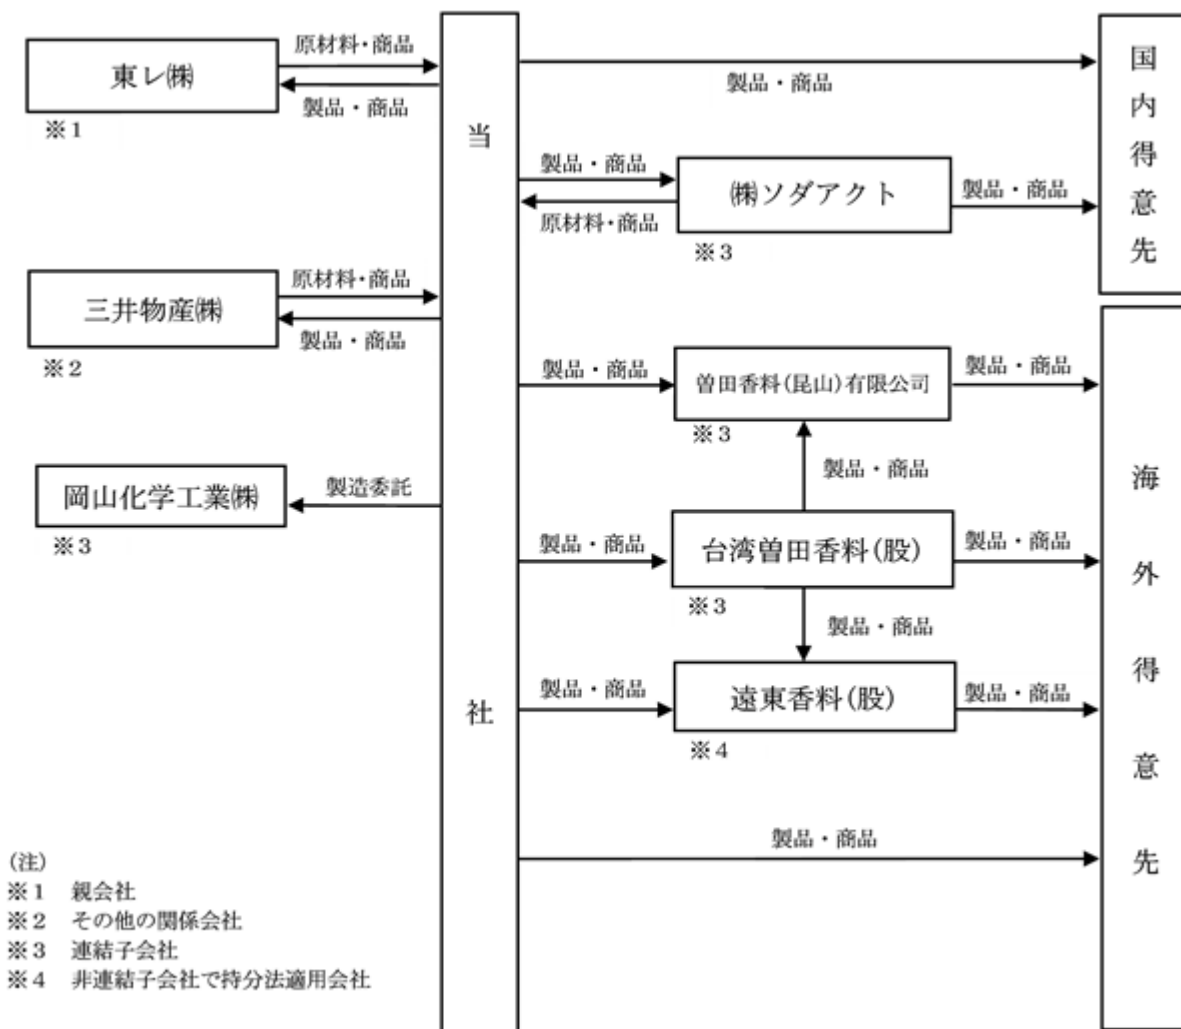 東レ㈱
※1
原材料・商品
製品・商品
三井物産㈱
※2
原材料・商品
製品・商品
岡山化学工業㈱
※3
製造委託
当社
製品・商品
製品・商品
原材料・商品
㈱ソダアクト
※3
製品・商品
国内得意先
製品・商品
曽田香料(昆山)有限公司
※3
製品・商品
製品・商品
製品・商品
台湾曽田香料(股)
※3
製品・商品
製品・商品
製品・商品
遠東香料(股)
※4
製品・商品
製品・商品
海外得意先
(注)
※1 親会社
※2 その他の関係会社
※3 連結子会社
※4 非連結子会社で持分法適用会社